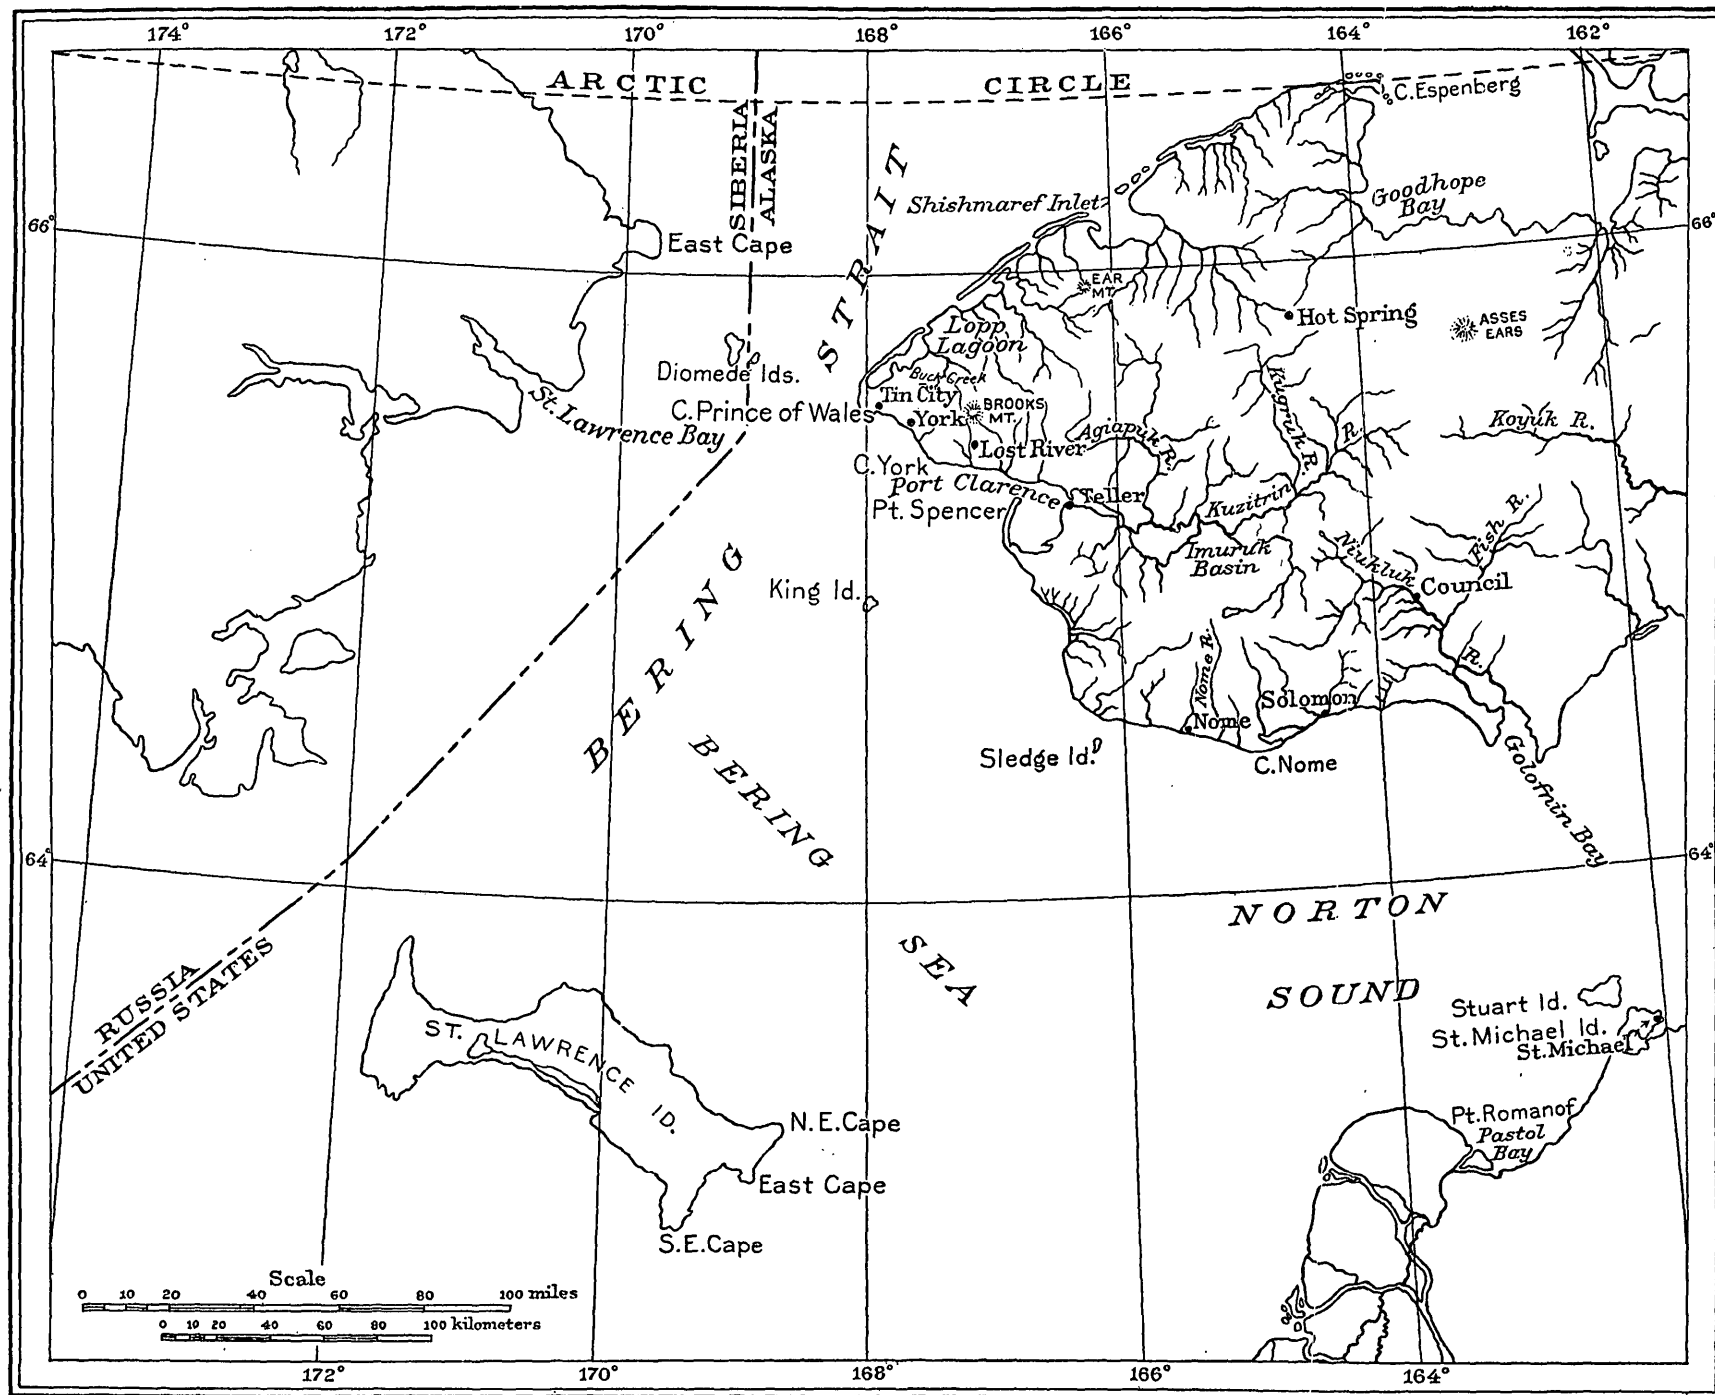 174° 172° 170° 168° 166° 164° 162°
ARCTIC CIRCLE
C. Espenberg
SIBERIA
ALASKA
STRAIT
Shishmaref Inlet
Goodhope
Bay
66°
66°
East Cape
EAR
MT.
Hot Spring
ASSES
EARS
Lopp
Lagoon
Diomede Ids.
Buck Creek
Kugruk R.
Tin City
C. Prince of Wales
BROOKS
MT.
York
St. Lawrence Bay
Agiapuk R.
R.
Koyuk R.
Lost River
C. York
Port Clarence
Teller
Kuzitrin
Pt. Spencer
Fish R.
Imuruk
Basin
Niukluk
Council
King Id.
BERING
Nome R.
R.
Solomon
Nome
Sledge Id.
C. Nome
Golofnin Bay
BERING
64°
64°
NORTON
SEA
RUSSIA
UNITED STATES
SOUND
Stuart Id.
St. Michael Id.
St. Michael
ST. LAWRENCE ID.
N.E. Cape
Pt. Romanof
Pastol
Bay
East Cape
S.E. Cape
Scale
0 10 20 40 60 80 100 miles
0 10 20 40 60 80 100 kilometers
172° 170° 168° 166° 164°